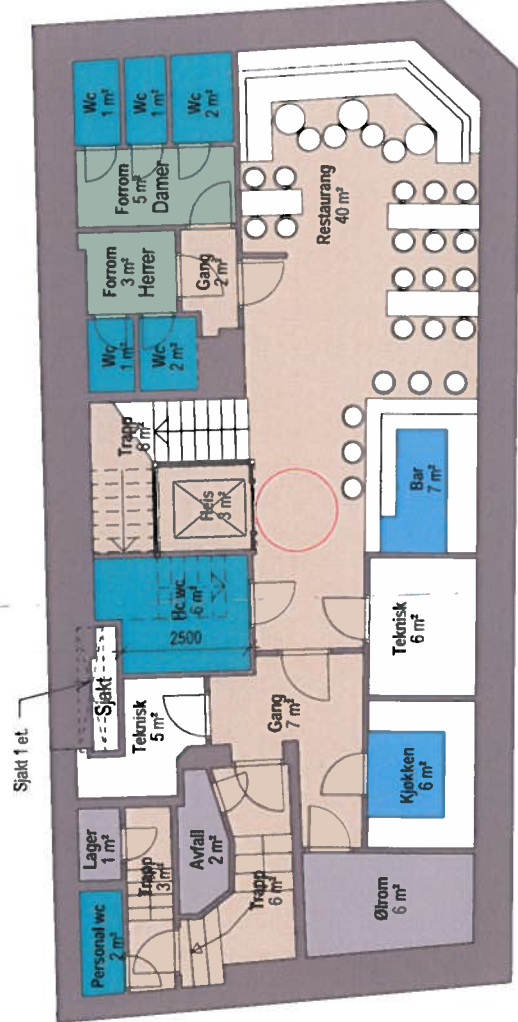 Wc
1 m²
Wc
1 m²
Wc
2 m²
Forrom
5 m²
Damer
Forrom
3 m²
Herrer
Gang
2 m²
Wc
1 m²
Wc
2 m²
Restaurang
40 m²
Trapp
6 m²
Heis
3 m²
Bar
7 m²
Hc wc
6 m²
2500
Teknisk
6 m²
Sjakt 1 et.
Sjakt
Teknisk
5 m²
Gang
7 m²
Kjøkken
6 m²
Lager
1 m²
Trapp
3 m²
Avfall
2 m²
Trapp
6 m²
Personal wc
2 m²
Ølrom
6 m²